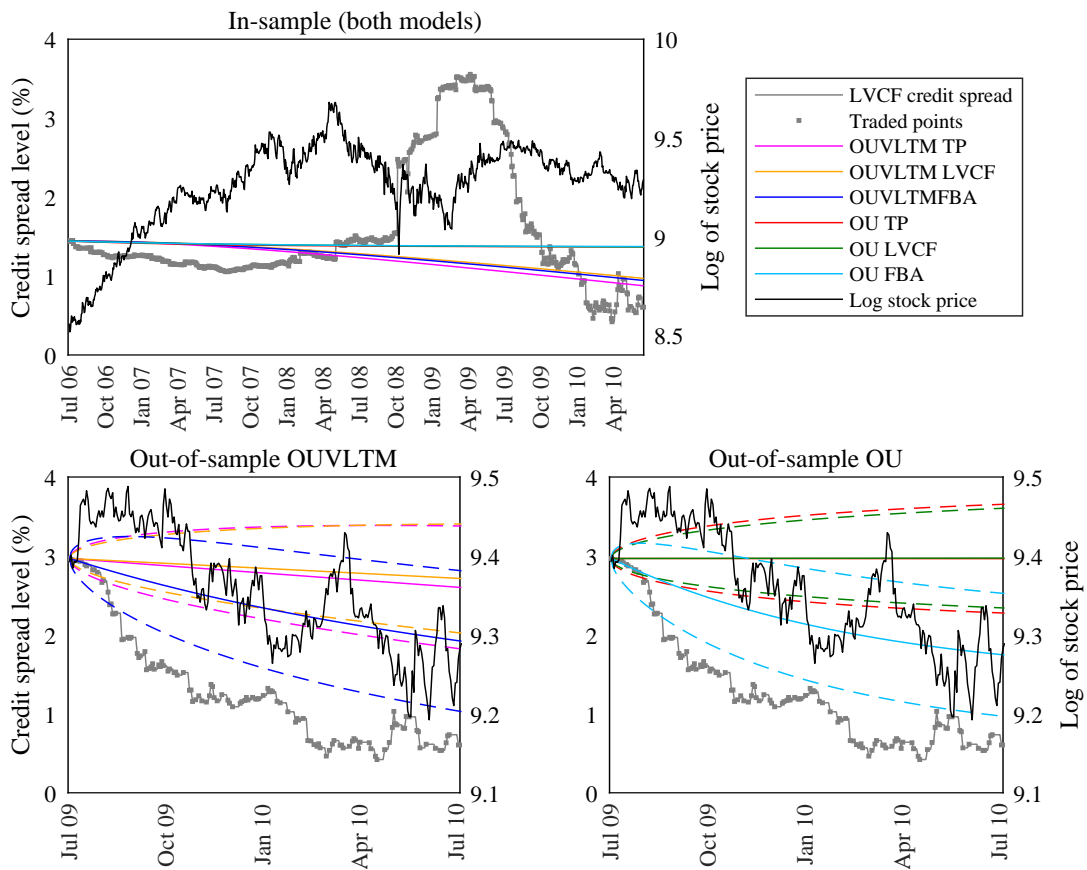 In-sample (both models)
4
3
2
1
0
Credit spread level (%)
10
9.5
9
8.5
Log of stock price
Jul 06
Oct 06
Jan 07
Apr 07
Jul 07
Oct 07
Jan 08
Apr 08
Jul 08
Oct 08
Jan 09
Apr 09
Jul 09
Oct 09
Jan 10
Apr 10
LVCF credit spread
Traded points
OUVLTM TP
OUVLTM LVCF
OUVLTMFBA
OU TP
OU LVCF
OU FBA
Log stock price
Out-of-sample OUVLTM
4
3
2
1
0
Credit spread level (%)
9.5
9.4
9.3
9.2
9.1
Jul 09
Oct 09
Jan 10
Apr 10
Jul 10
Out-of-sample OU
4
3
2
1
0
9.5
9.4
9.3
9.2
9.1
Log of stock price
Jul 09
Oct 09
Jan 10
Apr 10
Jul 10